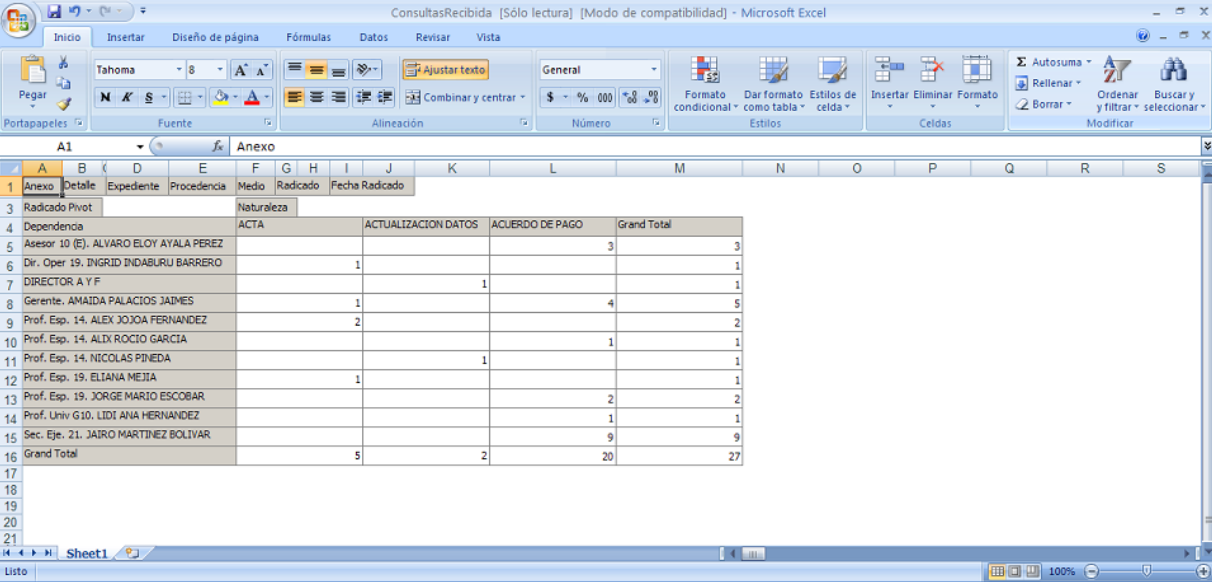 ConsultasRecibida [Sólo lectura] [Modo de compatibilidad] - Microsoft Excel
Inicio Insertar Diseño de página Fórmulas Datos Revisar Vista
Pegar
Tahoma 8 A A
N K S A
Ajustar texto
Combinar y centrar
General
$ % 000
Formato condicional Dar formato como tabla Estilos de celda
Insertar Eliminar Formato
Σ Autosuma
Rellenar
Borrar
Ordenar y filtrar Buscar y seleccionar
Portapapeles Fuente Alineación Número Estilos Celdas Modificar
A1 fx Anexo
A B C D E F G H I J K L M N O P Q R S
1 Anexo Detalle Expediente Procedencia Medio Radicado Fecha Radicado
3 Radicado Pivot Naturaleza
4 Dependencia ACTA ACTUALIZACION DATOS ACUERDO DE PAGO Grand Total
5 Asesor 10 (E). ALVARO ELOY AYALA PEREZ 3 3
6 Dir. Oper 19. INGRID INDABURU BARRERO 1 1
7 DIRECTOR A Y F 1 1
8 Gerente. AMAIDA PALACIOS JAIMES 1 4 5
9 Prof. Esp. 14. ALEX JOJOA FERNANDEZ 2 2
10 Prof. Esp. 14. ALIX ROCIO GARCIA 1 1
11 Prof. Esp. 14. NICOLAS PINEDA 1 1
12 Prof. Esp. 19. ELIANA MEJIA 1 1
13 Prof. Esp. 19. JORGE MARIO ESCOBAR 2 2
14 Prof. Univ G10. LIDI ANA HERNANDEZ 1 1
15 Sec. Eje. 21. JAIRO MARTINEZ BOLIVAR 9 9
16 Grand Total 5 2 20 27
17
18
19
20
21
Sheet1
Listo 100%